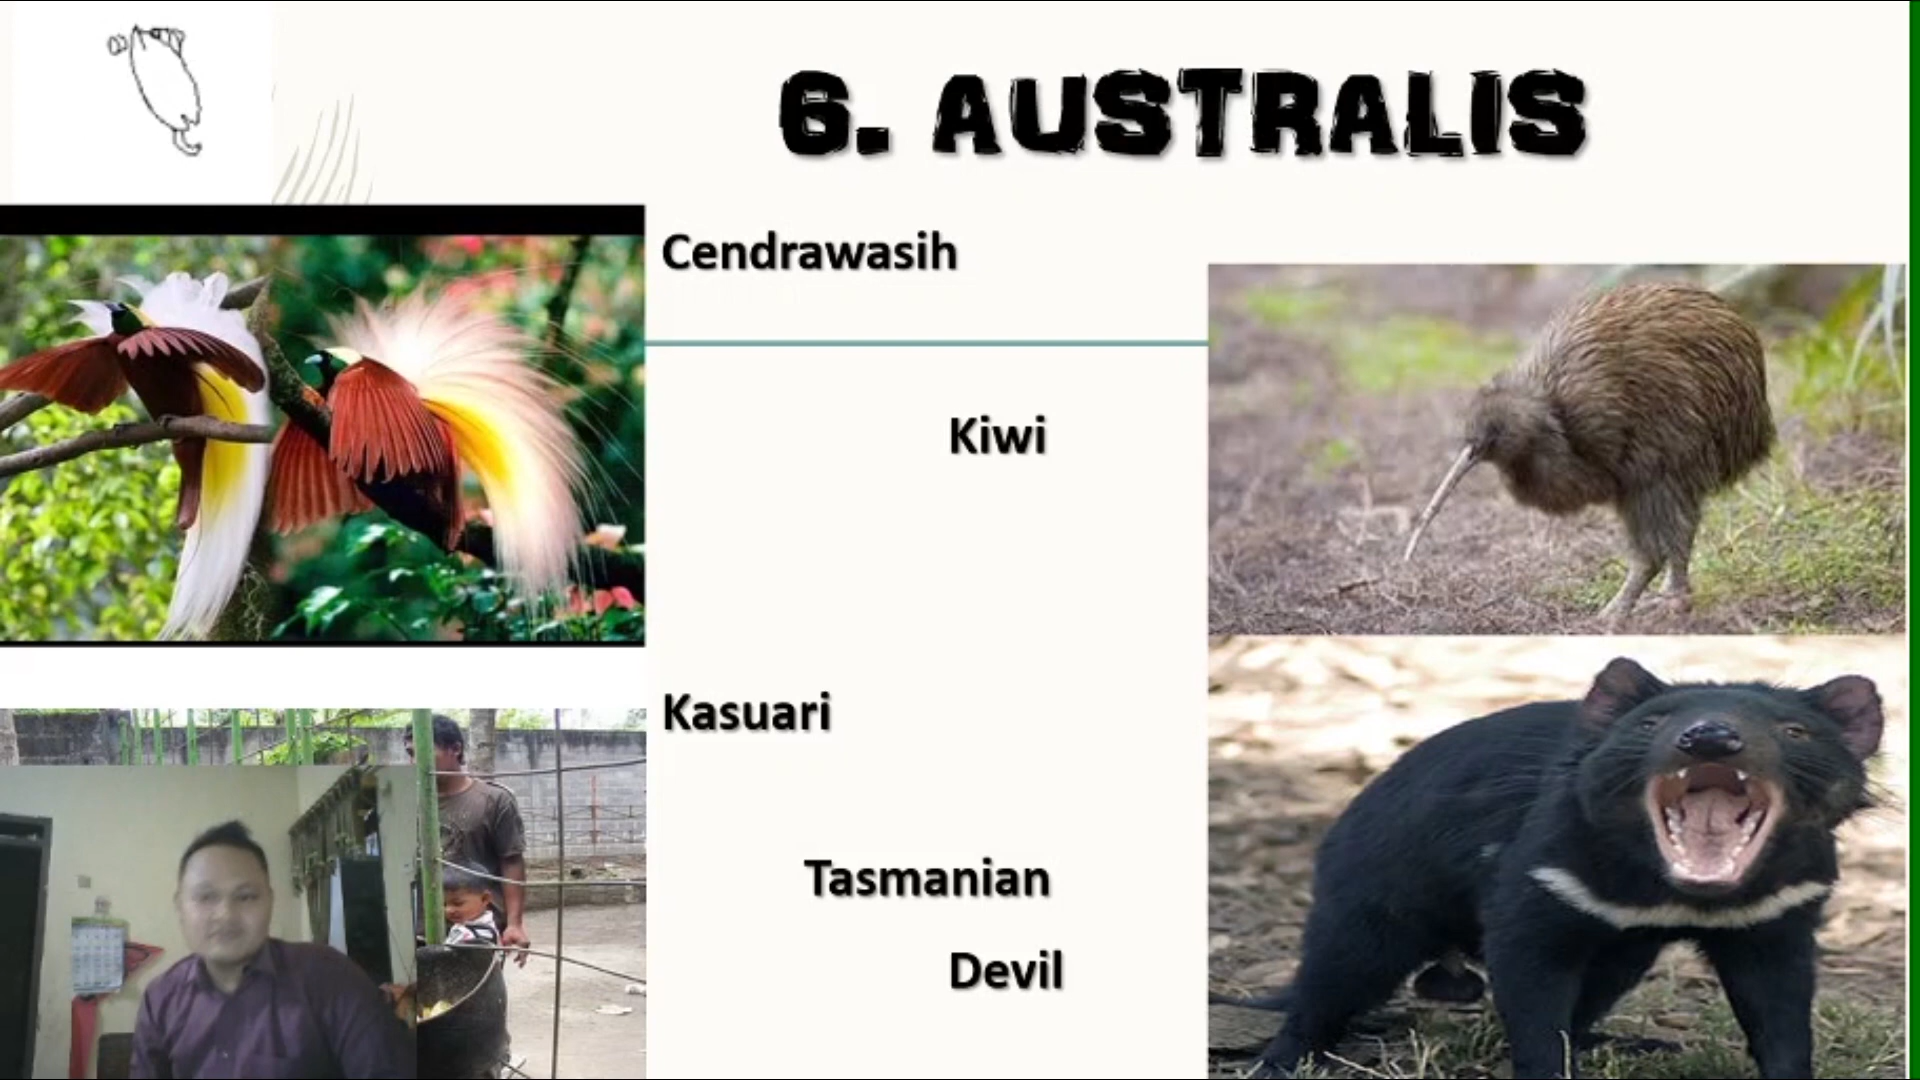 6. AUSTRALIS
Cendrawasih
Kiwi
Kasuari
Tasmanian
Devil